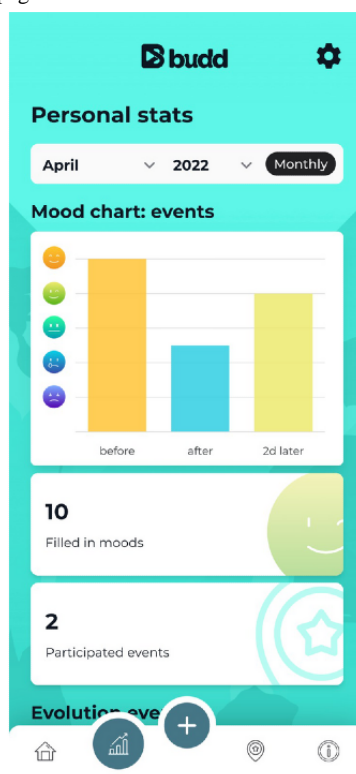 budd
Personal stats
April 2022 Monthly
Mood chart: events
before after 2d later
10
Filled in moods
2
Participated events
Evolution